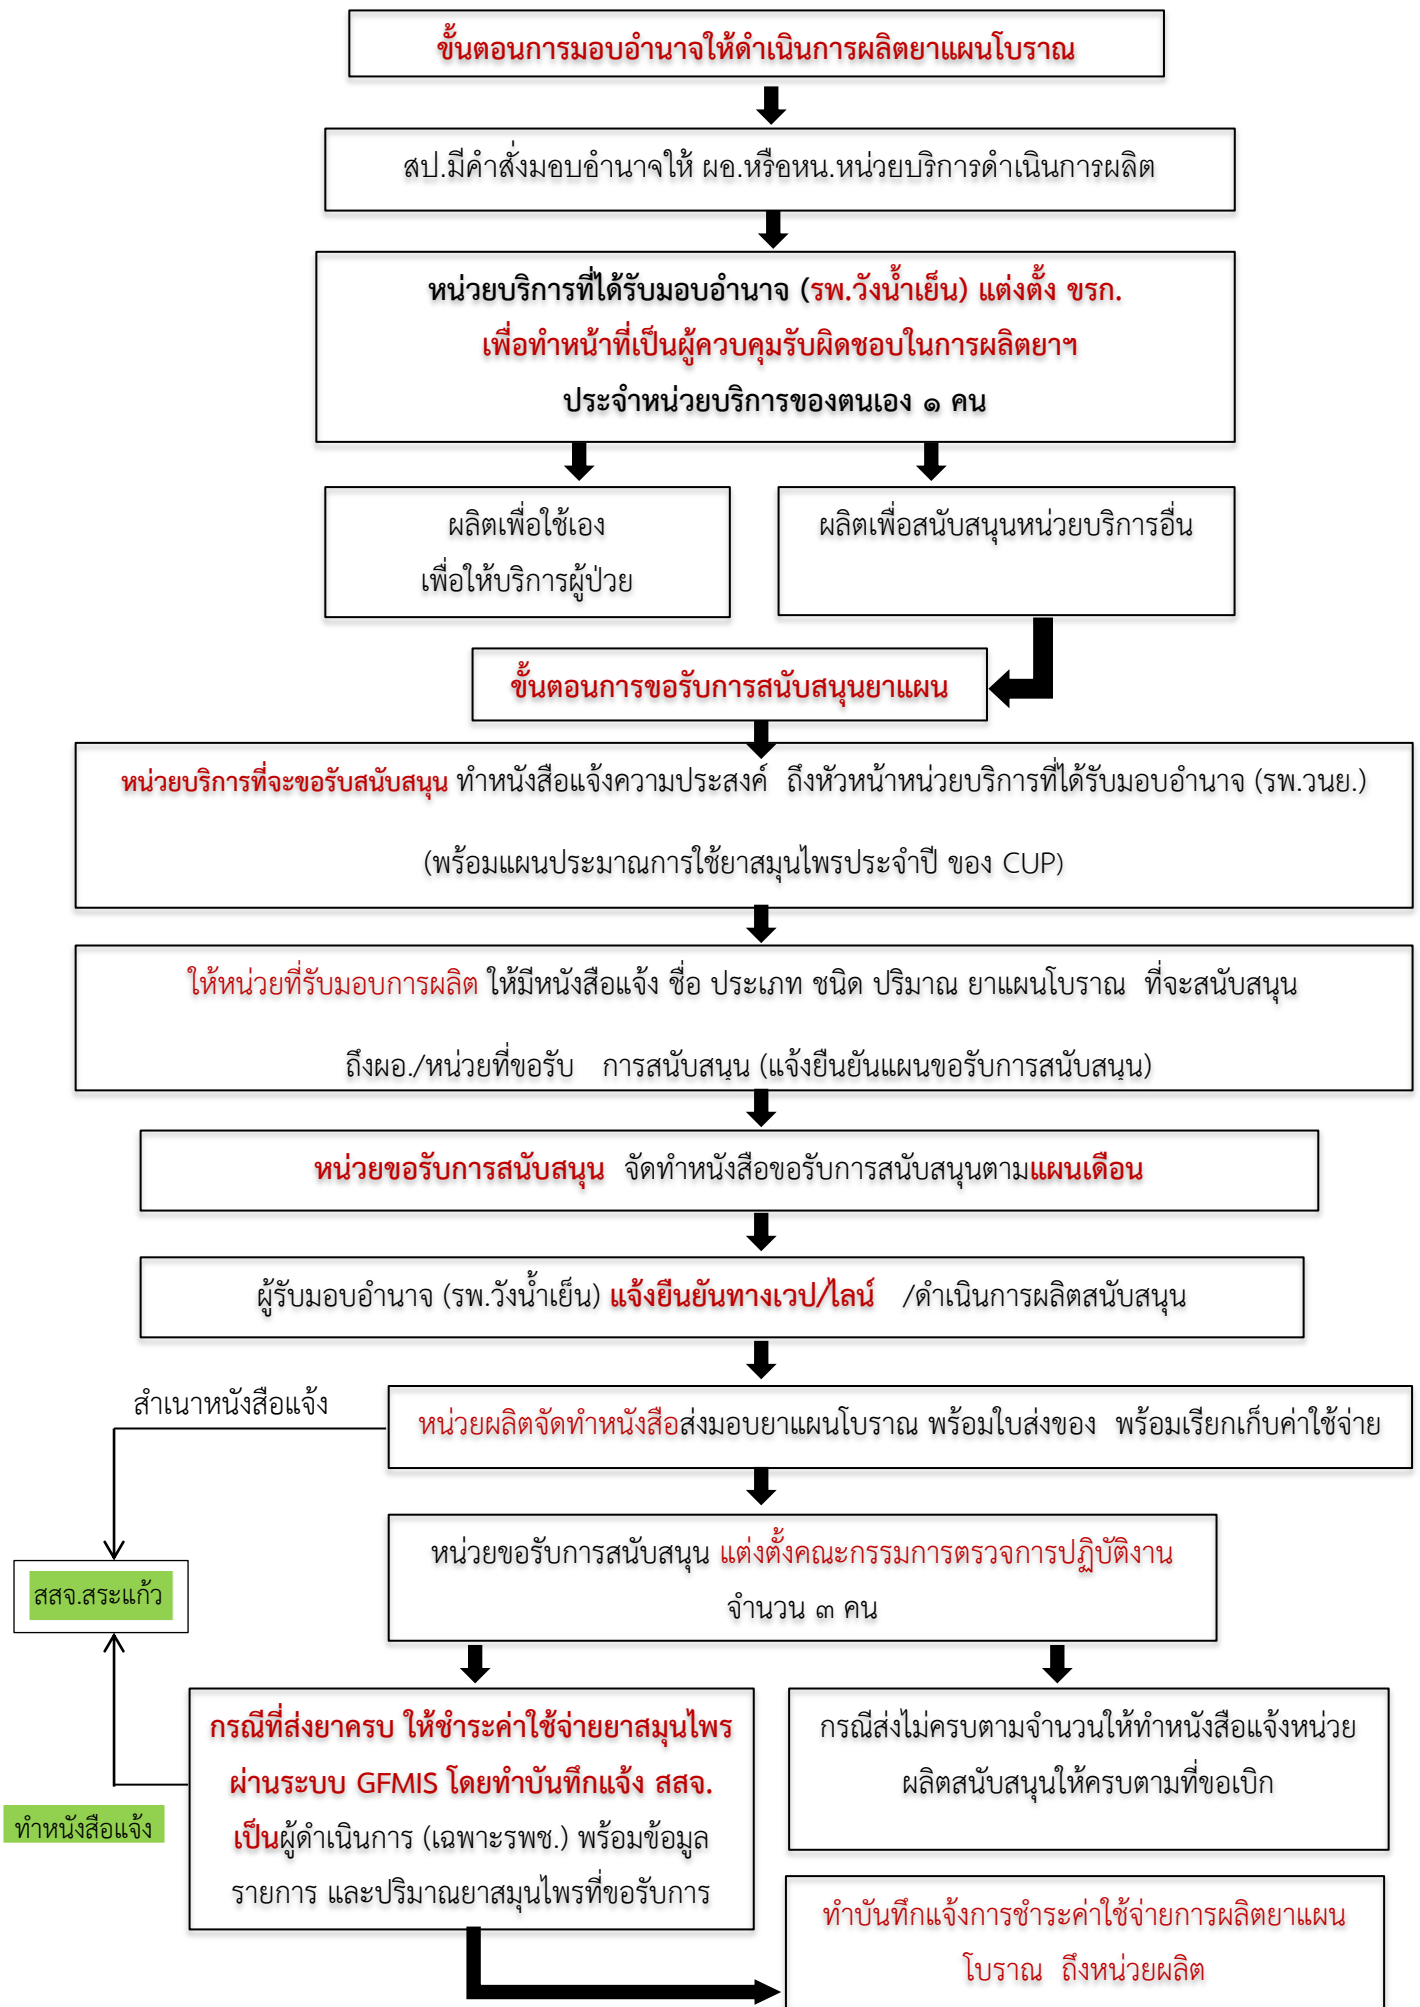 ขั้นตอนการมอบอำนาจให้ดำเนินการผลิตยาแผนโบราณ
สป.มีคำสั่งมอบอำนาจให้ ผอ.หรือหน.หน่วยบริการดำเนินการผลิต
หน่วยบริการที่ได้รับมอบอำนาจ (รพ.วังน้ำเย็น) แต่งตั้ง ขรก.
เพื่อทำหน้าที่เป็นผู้ควบคุมรับผิดชอบในการผลิตยาฯ
ประจำหน่วยบริการของตนเอง ๑ คน
ผลิตเพื่อใช้เอง
เพื่อให้บริการผู้ป่วย
ผลิตเพื่อสนับสนุนหน่วยบริการอื่น
ขั้นตอนการขอรับการสนับสนุนยาแผน
หน่วยบริการที่จะขอรับสนับสนุน ทำหนังสือแจ้งความประสงค์ ถึงหัวหน้าหน่วยบริการที่ได้รับมอบอำนาจ (รพ.วนย.)
(พร้อมแผนประมาณการใช้ยาสมุนไพรประจำปี ของ CUP)
ให้หน่วยที่รับมอบการผลิต ให้มีหนังสือแจ้ง ชื่อ ประเภท ชนิด ปริมาณ ยาแผนโบราณ ที่จะสนับสนุน
ถึงผอ./หน่วยที่ขอรับ การสนับสนุน (แจ้งยืนยันแผนขอรับการสนับสนุน)
หน่วยขอรับการสนับสนุน จัดทำหนังสือขอรับการสนับสนุนตามแผนเดือน
ผู้รับมอบอำนาจ (รพ.วังน้ำเย็น) แจ้งยืนยันทางเวป/ไลน์ /ดำเนินการผลิตสนับสนุน
สำเนาหนังสือแจ้ง
หน่วยผลิตจัดทำหนังสือส่งมอบยาแผนโบราณ พร้อมใบส่งของ พร้อมเรียกเก็บค่าใช้จ่าย
หน่วยขอรับการสนับสนุน แต่งตั้งคณะกรรมการตรวจการปฏิบัติงาน
จำนวน ๓ คน
สสจ.สระแก้ว
กรณีที่ส่งยาครบ ให้ชำระค่าใช้จ่ายยาสมุนไพร
ผ่านระบบ GFMIS โดยทำบันทึกแจ้ง สสจ.
เป็นผู้ดำเนินการ (เฉพาะรพช.) พร้อมข้อมูล
รายการ และปริมาณยาสมุนไพรที่ขอรับการ
กรณีส่งไม่ครบตามจำนวนให้ทำหนังสือแจ้งหน่วย
ผลิตสนับสนุนให้ครบตามที่ขอเบิก
ทำหนังสือแจ้ง
ทำบันทึกแจ้งการชำระค่าใช้จ่ายการผลิตยาแผน
โบราณ ถึงหน่วยผลิต